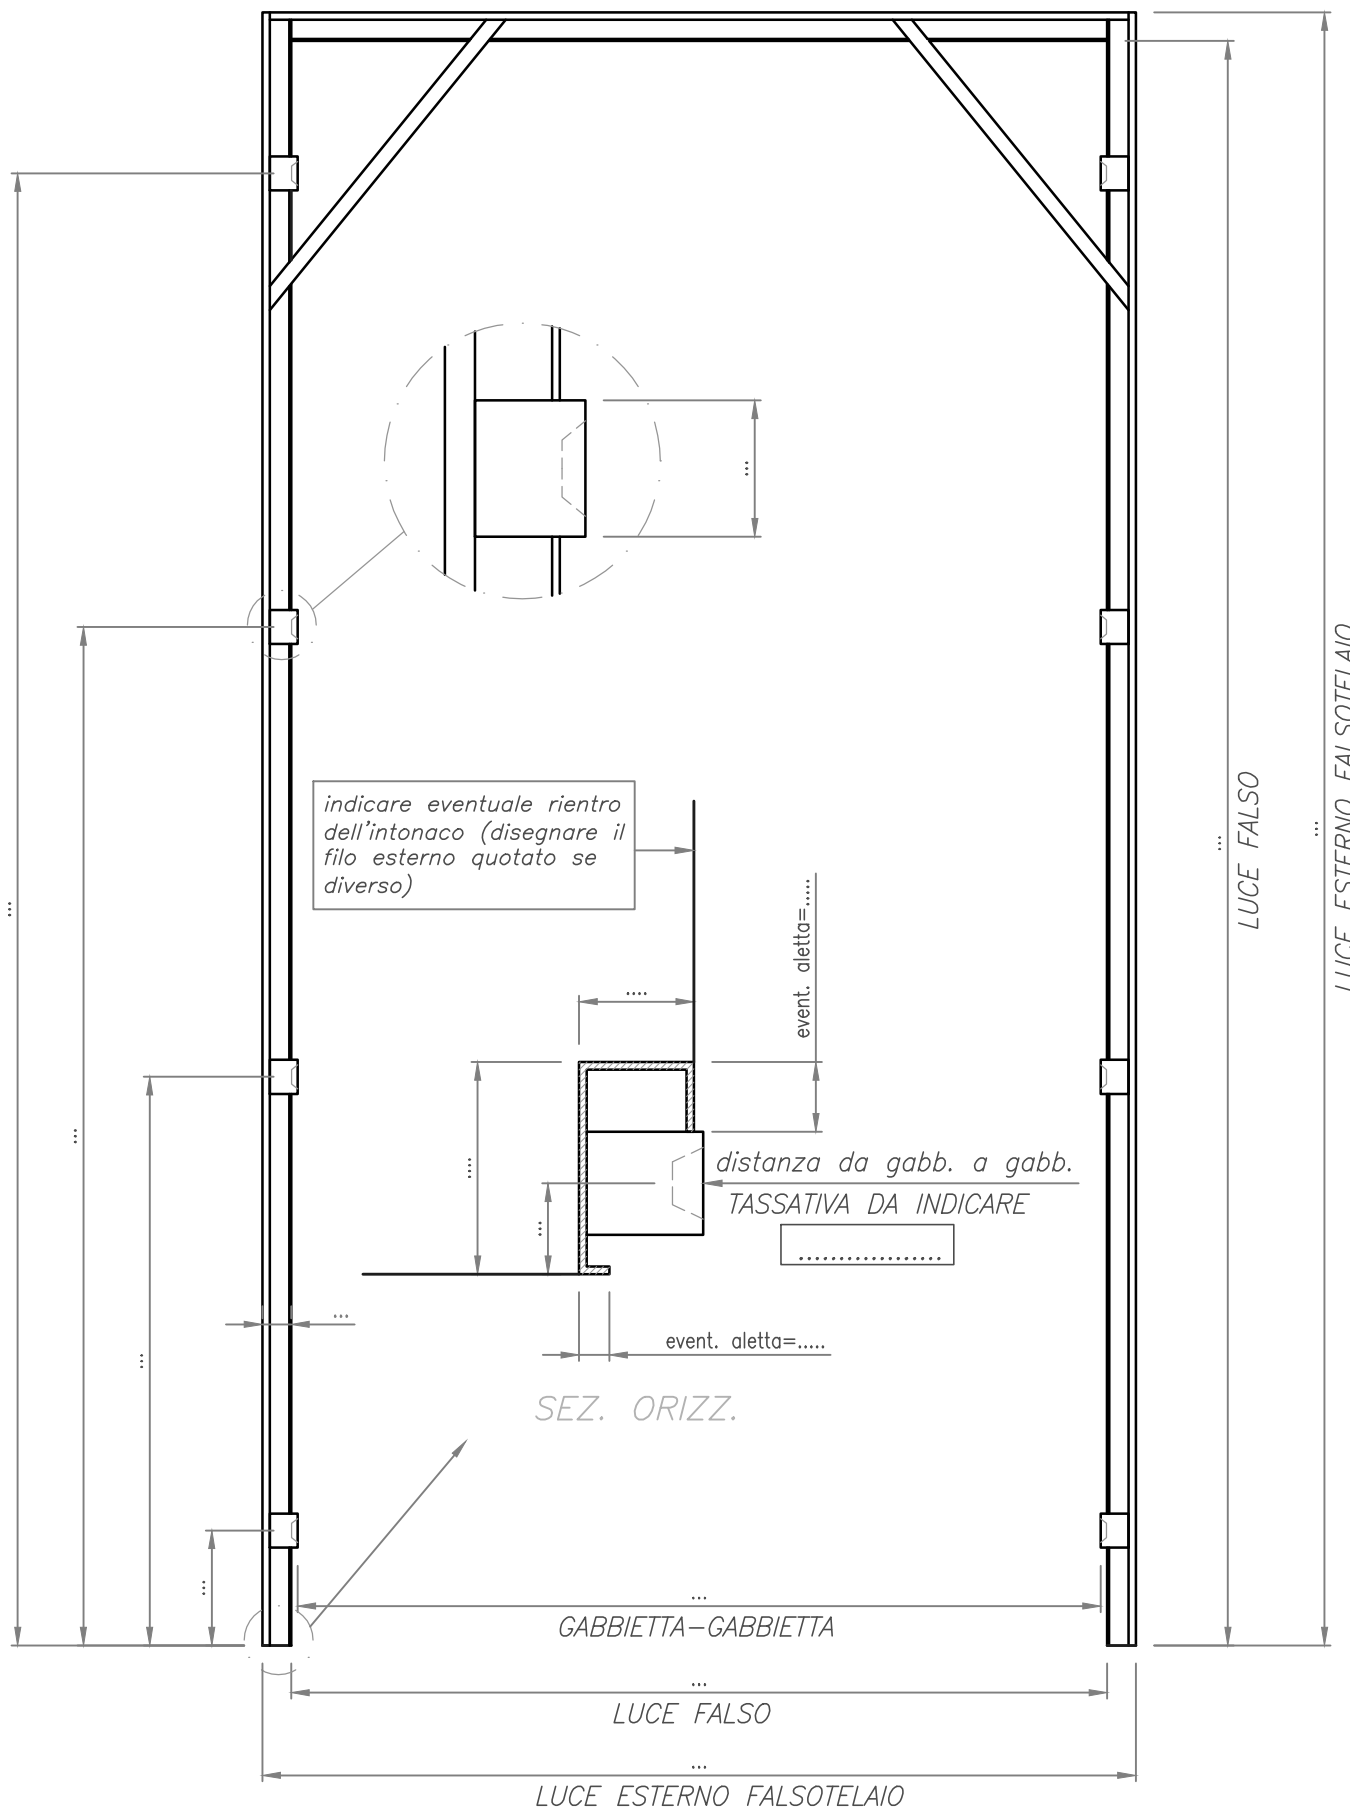 ...
...
LUCE ESTERNO FALSOTELAIO
...
LUCE FALSO
indicare eventuale rientro
dell'intonaco (disegnare il
filo esterno quotato se
diverso)
event. aletta=.....
...
...
....
....
distanza da gabb. a gabb.
TASSATIVA DA INDICARE
...
..................
...
event. aletta=.....
...
SEZ. ORIZZ.
...
...
GABBIETTA-GABBIETTA
...
LUCE FALSO
...
LUCE ESTERNO FALSOTELAIO